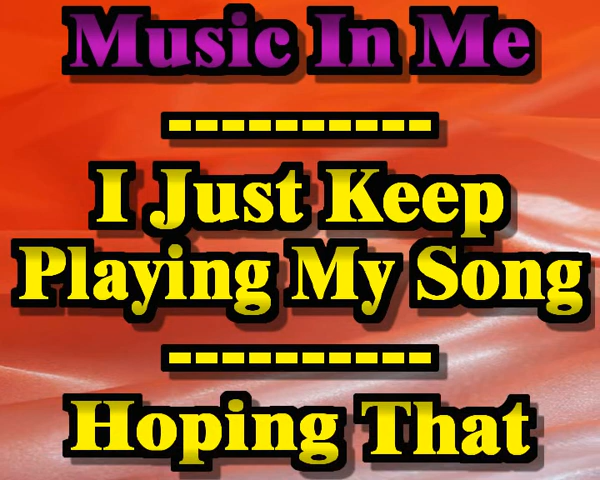 Music In Me
----------
I Just Keep
Playing My Song
----------
Hoping That